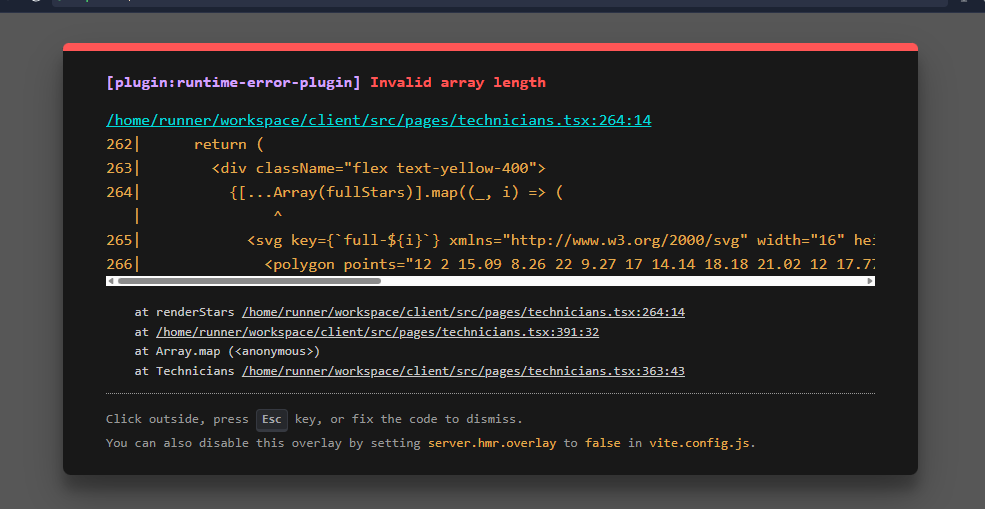 [plugin:runtime-error-plugin] Invalid array length
/home/runner/workspace/client/src/pages/technicians.tsx:264:14
262|      return (
263|        <div className="flex text-yellow-400">
264|          {[...Array(fullStars)].map((_, i) => (
   |               ^
265|            <svg key={`full-${i}`} xmlns="http://www.w3.org/2000/svg" width="16" hei
266|              <polygon points="12 2 15.09 8.26 22 9.27 17 14.14 18.18 21.02 12 17.77
at renderStars /home/runner/workspace/client/src/pages/technicians.tsx:264:14
at /home/runner/workspace/client/src/pages/technicians.tsx:391:32
at Array.map (<anonymous>)
at Technicians /home/runner/workspace/client/src/pages/technicians.tsx:363:43
Click outside, press Esc key, or fix the code to dismiss.
You can also disable this overlay by setting server.hmr.overlay to false in vite.config.js.